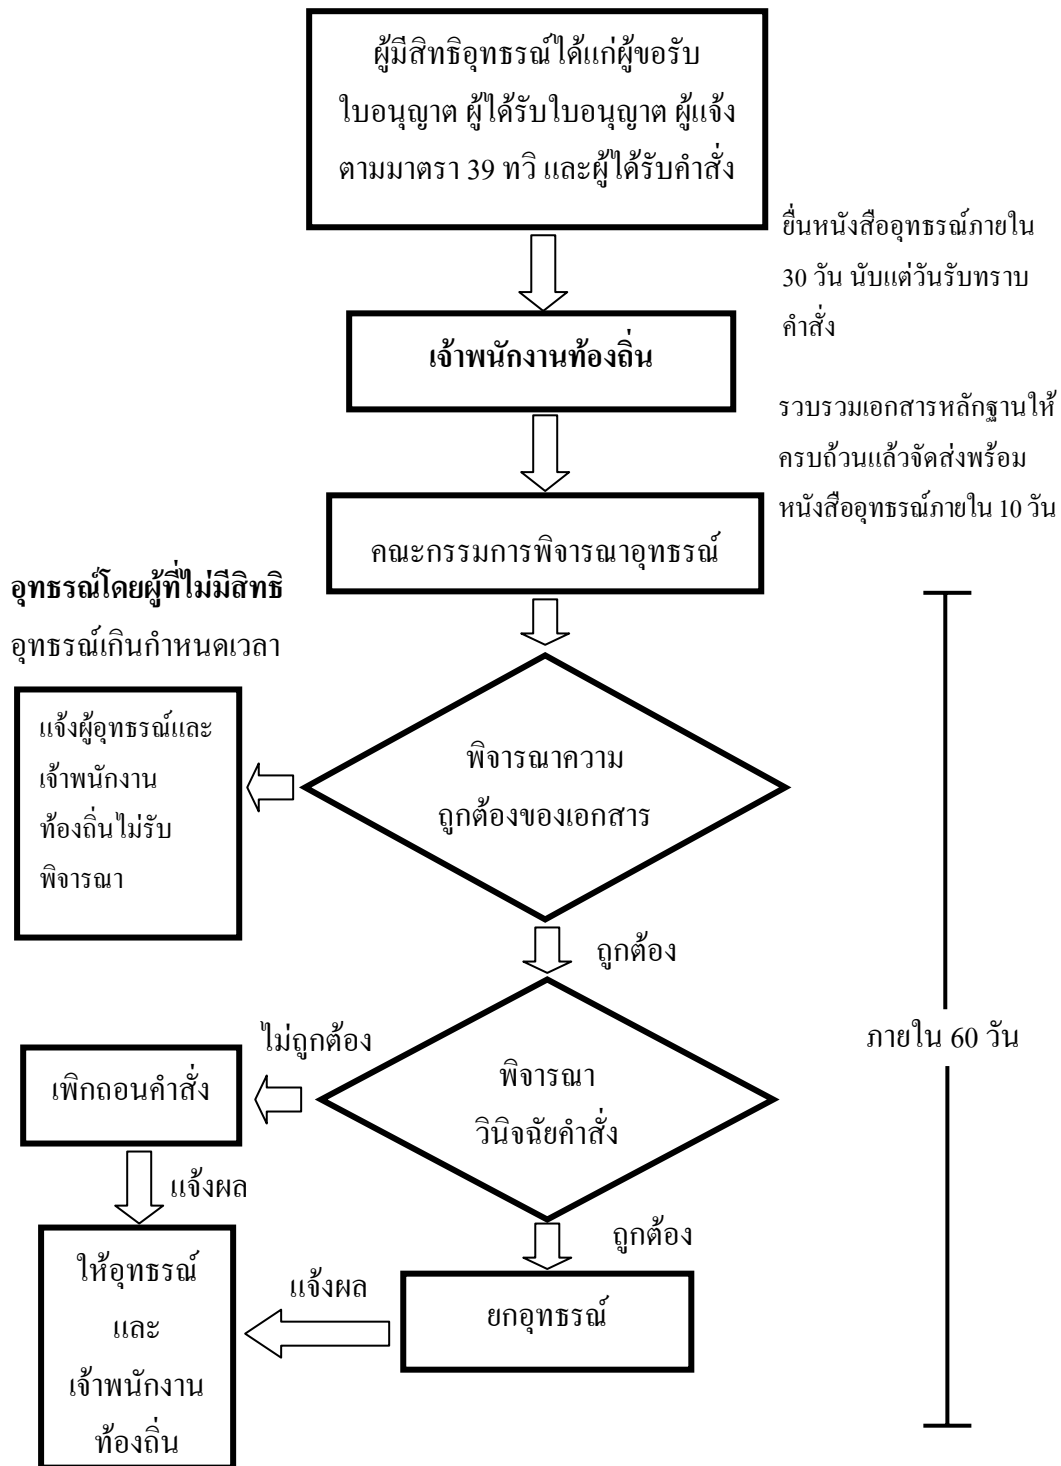 ผู้มีสิทธิอุทธรณ์ได้แก่ผู้ขอรับ
ใบอนุญาต ผู้ได้รับใบอนุญาต ผู้แจ้ง
ตามมาตรา 39 ทวิ และผู้ได้รับคำสั่ง
ยื่นหนังสืออุทธรณ์ภายใน
30 วัน นับแต่วันรับทราบ
คำสั่ง
เจ้าพนักงานท้องถิ่น
รวบรวมเอกสารหลักฐานให้
ครบถ้วนแล้วจัดส่งพร้อม
หนังสืออุทธรณ์ภายใน 10 วัน
คณะกรรมการพิจารณาอุทธรณ์
อุทธรณ์โดยผู้ที่ไม่มีสิทธิ
อุทธรณ์เกินกำหนดเวลา
แจ้งผู้อุทธรณ์และ
เจ้าพนักงาน
ท้องถิ่นไม่รับ
พิจารณา
พิจารณาความ
ถูกต้องของเอกสาร
ถูกต้อง
ไม่ถูกต้อง
เพิกถอนคำสั่ง
พิจารณา
วินิจฉัยคำสั่ง
ภายใน 60 วัน
แจ้งผล
ถูกต้อง
ให้อุทธรณ์
และ
เจ้าพนักงาน
ท้องถิ่น
แจ้งผล
ยกอุทธรณ์